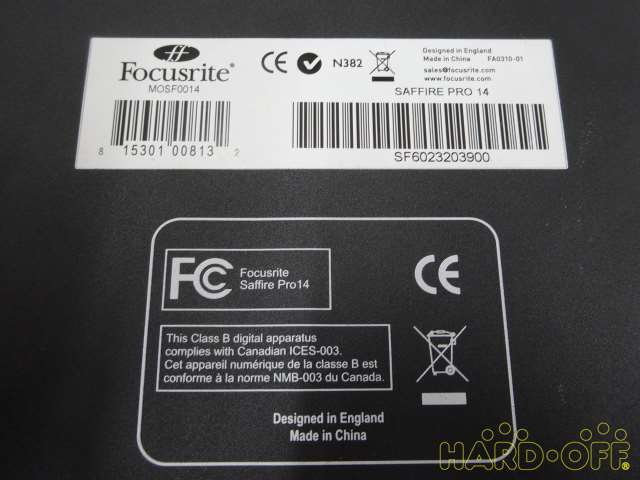 Focusrite®
MOSF0014
8 15301 00813 2
CE N382
Designed in England
Made in China FA0310-01
sales@focusrite.com
www.focusrite.com
SAFFIRE PRO 14
SF6023203900
FC Focusrite
Saffire Pro14
CE
This Class B digital apparatus
complies with Canadian ICES-003.
Cet appareil numérique de la classe B est
conforme à la norme NMB-003 du Canada.
Designed in England
Made in China
HARD·OFF